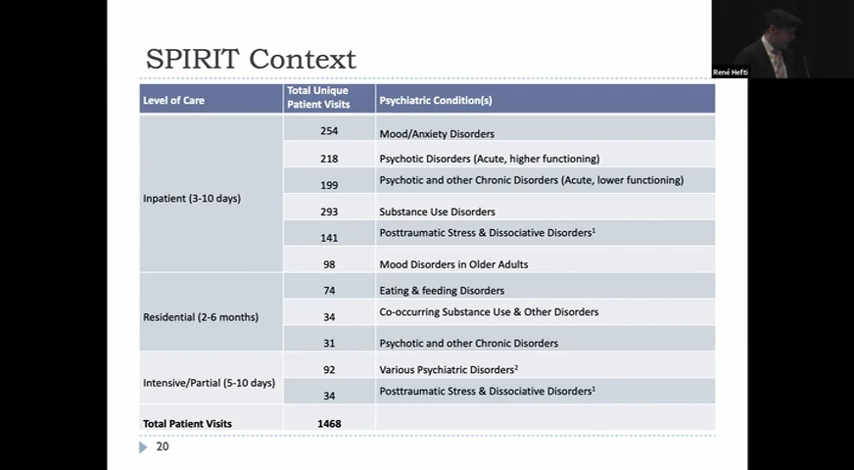 SPIRIT Context
René Hefti
Level of Care
Total Unique
Patient Visits
Psychiatric Condition(s)
Inpatient (3-10 days)
254
Mood/Anxiety Disorders
218
Psychotic Disorders (Acute, higher functioning)
199
Psychotic and other Chronic Disorders (Acute, lower functioning)
293
Substance Use Disorders
141
Posttraumatic Stress & Dissociative Disorders¹
98
Mood Disorders in Older Adults
Residential (2-6 months)
74
Eating & feeding Disorders
34
Co-occurring Substance Use & Other Disorders
31
Psychotic and other Chronic Disorders
Intensive/Partial (5-10 days)
92
Various Psychiatric Disorders²
34
Posttraumatic Stress & Dissociative Disorders¹
Total Patient Visits
1468
20